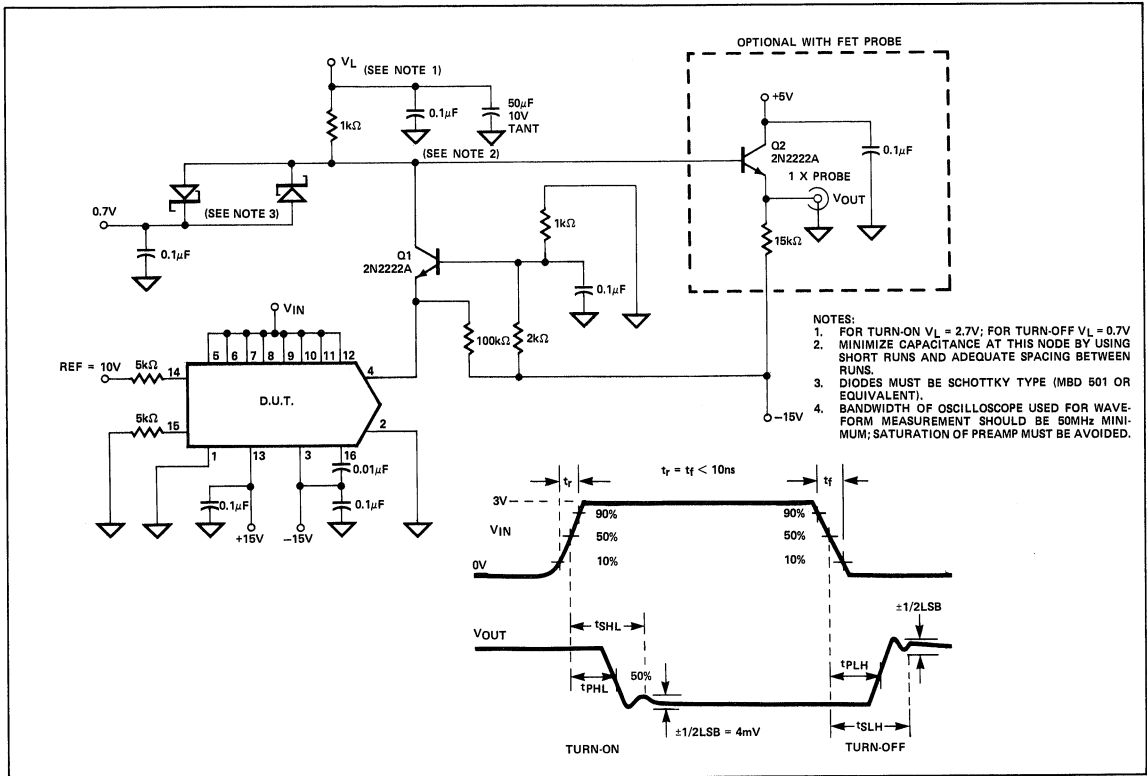 OPTIONAL WITH FET PROBE
VL
(SEE NOTE 1)
+5V
1kΩ
0.1μF
50μF
10V
TANT
(SEE NOTE 2)
Q2
2N2222A
0.1μF
1 X PROBE
VOUT
0.7V
(SEE NOTE 3)
1kΩ
15kΩ
0.1μF
Q1
2N2222A
0.1μF
VIN
100kΩ
2kΩ
5 6 7 8 9 10 11 12
REF = 10V
5kΩ
14
4
D.U.T.
5kΩ
15
2
–15V
1
13
3
16
0.01μF
0.1μF
0.1μF
+15V
–15V
NOTES:
1. FOR TURN-ON VL = 2.7V; FOR TURN-OFF VL = 0.7V
2. MINIMIZE CAPACITANCE AT THIS NODE BY USING
SHORT RUNS AND ADEQUATE SPACING BETWEEN
RUNS.
3. DIODES MUST BE SCHOTTKY TYPE (MBD 501 OR
EQUIVALENT).
4. BANDWIDTH OF OSCILLOSCOPE USED FOR WAVE-
FORM MEASUREMENT SHOULD BE 50MHz MINI-
MUM; SATURATION OF PREAMP MUST BE AVOIDED.
tr
tr = tf < 10ns
tf
3V
90%
90%
VIN
50%
50%
0V
10%
10%
±1/2LSB
tSHL
VOUT
tPHL
50%
tPLH
±1/2LSB = 4mV
tSLH
TURN-ON
TURN-OFF